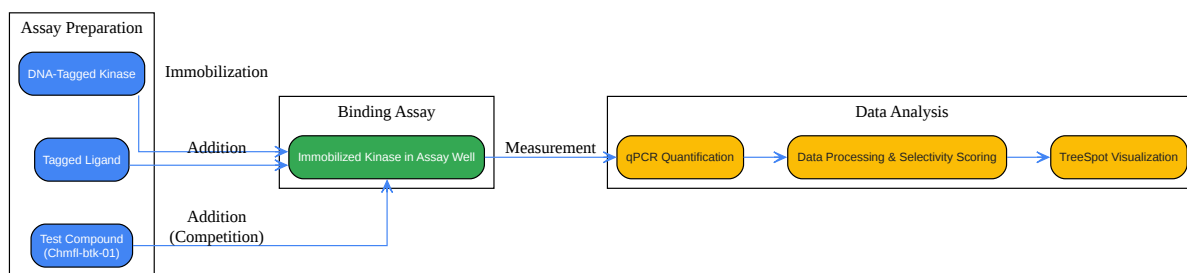 Assay Preparation
DNA-Tagged Kinase
Immobilization
Tagged Ligand
Addition
Test Compound
(Chmfl-btk-01)
Addition
(Competition)
Binding Assay
Immobilized Kinase in Assay Well
Measurement
Data Analysis
qPCR Quantification
Data Processing & Selectivity Scoring
TreeSpot Visualization